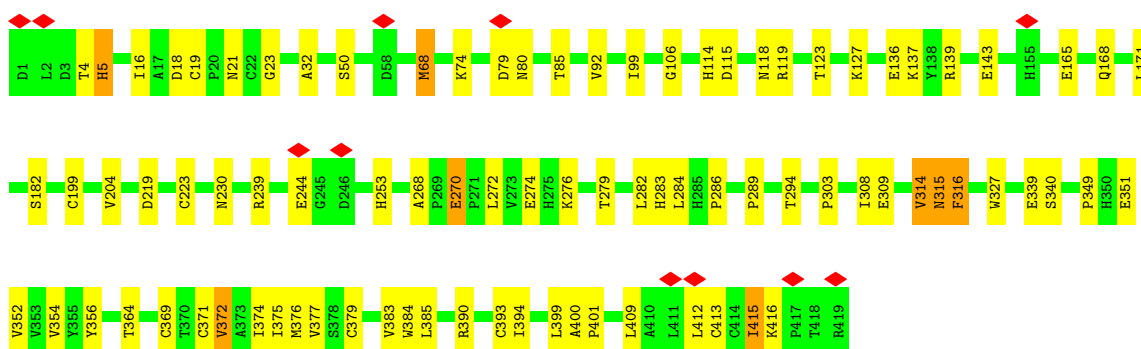 D1 L2 D3 T4 H5 I16 A17 D18 C19 P20 N21 C22 G23 A32 S50 D58 M68 K74 D79 N80 T85 V92 I99 G106 H114 D115 N118 R119 T123 K127 E136 K137 Y138 R139 E143 H155 E165 Q168 L171
S182 C199 V204 D219 C223 N230 R239 E244 G245 D246 H253 A268 P269 E270 P271 L272 V273 E274 H275 K276 T279 L282 H283 L284 H285 P286 P289 T294 P303 I308 E309 V314 N315 F316 W327 E339 S340 P349 H350 E351
V352 V353 V354 Y355 Y356 T364 C369 T370 C371 V372 A373 I374 I375 M376 V377 S378 C379 V383 W384 L385 R390 C393 I394 L399 A400 P401 L409 A410 L411 L412 C413 C414 I415 K416 P417 T418 R419